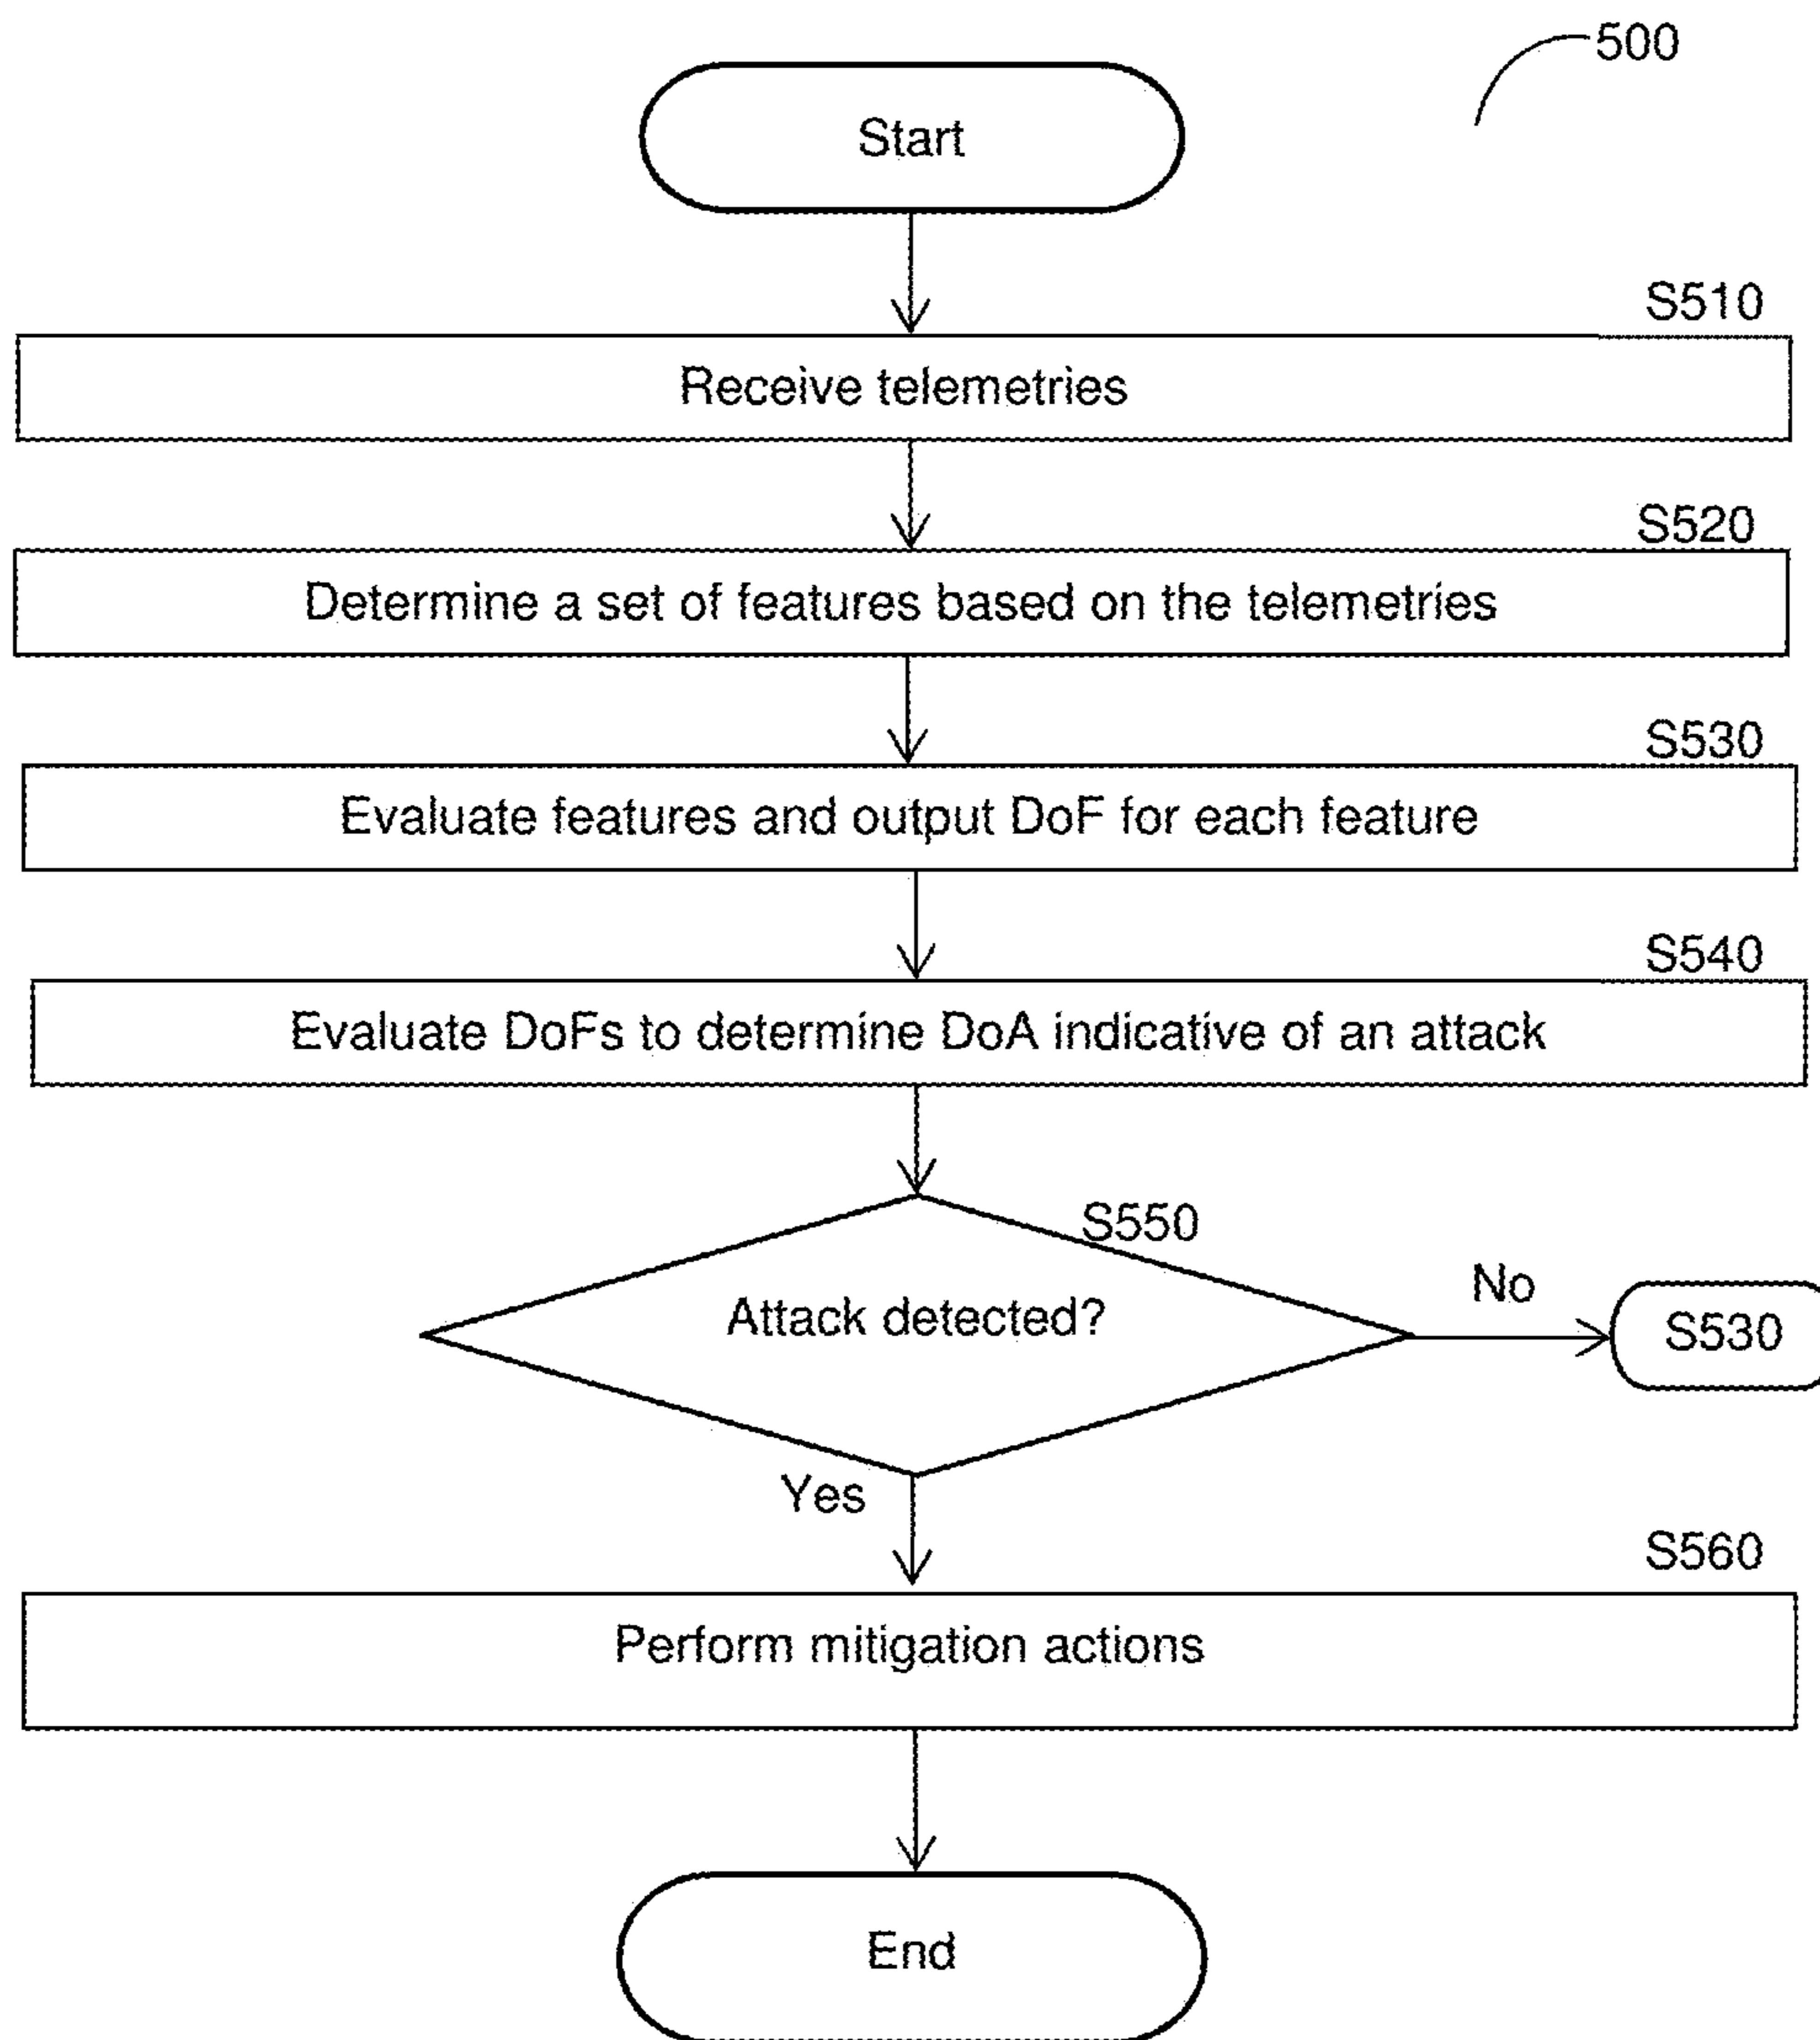 500
Start
S510
Receive telemetries
S520
Determine a set of features based on the telemetries
S530
Evaluate features and output DoF for each feature
S540
Evaluate DoFs to determine DoA indicative of an attack
S550
Attack detected?
No
S530
Yes
S560
Perform mitigation actions
End